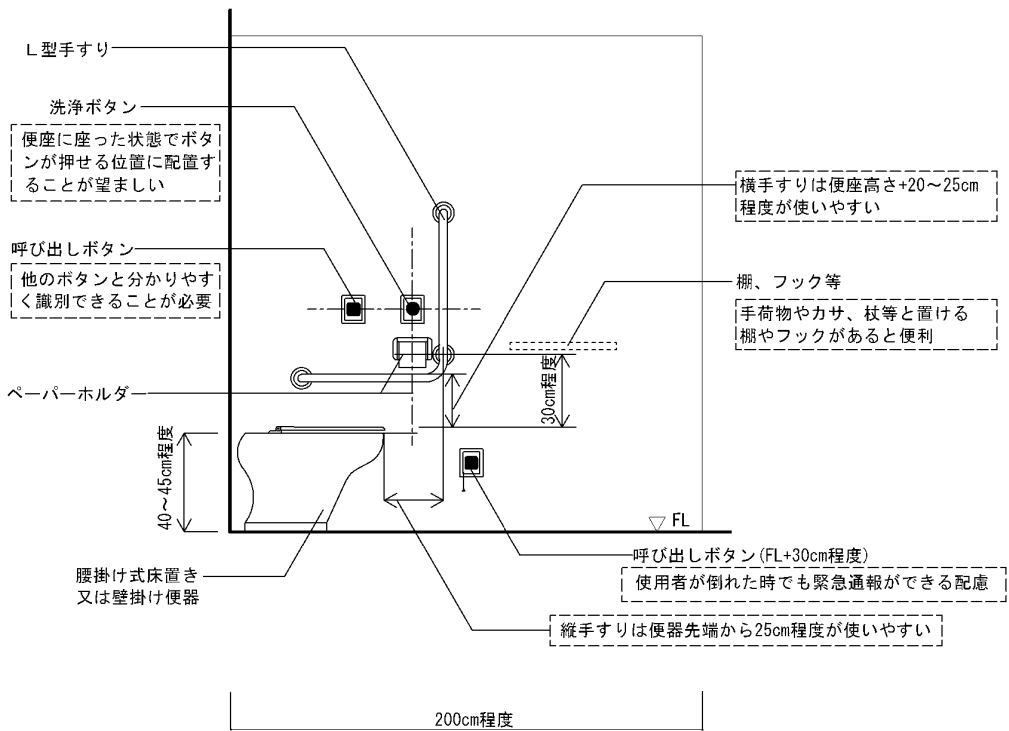 L型手すり
洗浄ボタン
便座に座った状態でボタ
ンが押せる位置に配置す
ることが望ましい
呼び出しボタン
他のボタンと分かりやす
く識別できることが必要
ペーパーホルダー
40～45cm程度
腰掛け式床置き
又は壁掛け便器
横手すりは便座高さ+20～25cm
程度が使いやすい
棚、フック等
手荷物やカサ、杖等と置ける
棚やフックがあると便利
30cm程度
FL
呼び出しボタン(FL+30cm程度)
使用者が倒れた時でも緊急通報ができる配慮
縦手すりは便器先端から25cm程度が使いやすい
200cm程度